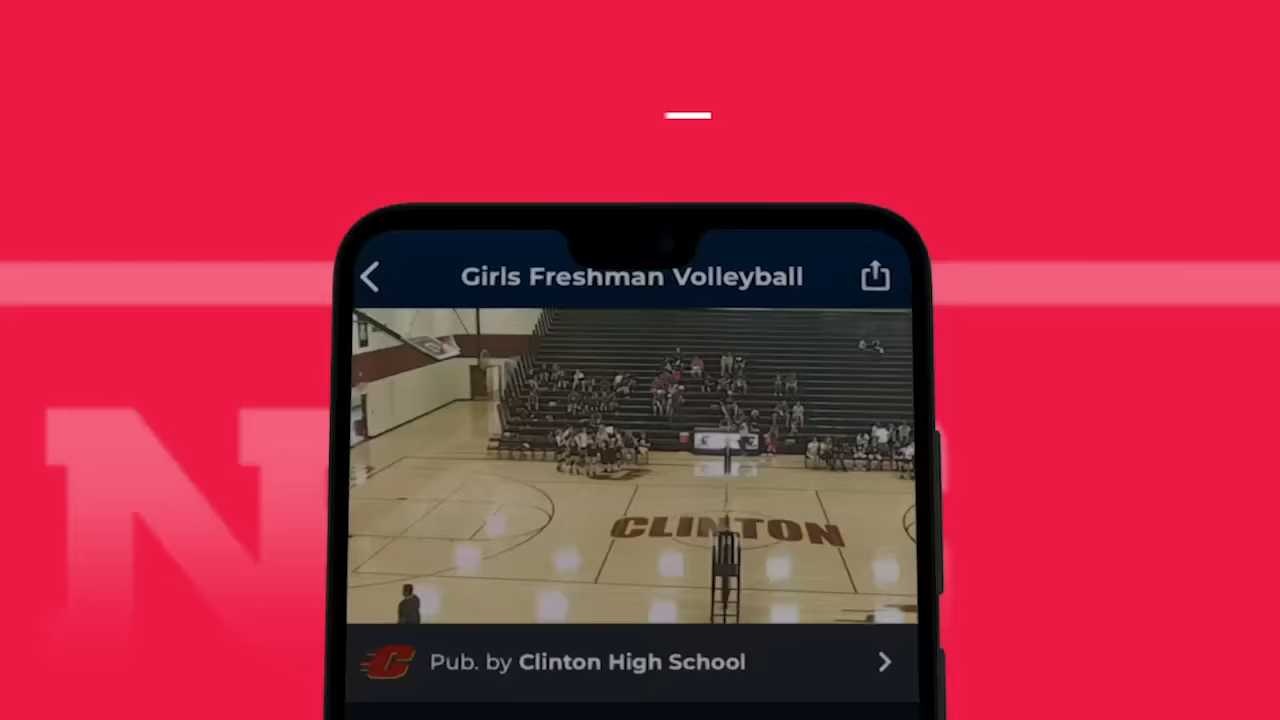 Girls Freshman Volleyball
CLINTON
C Pub. by Clinton High School
N